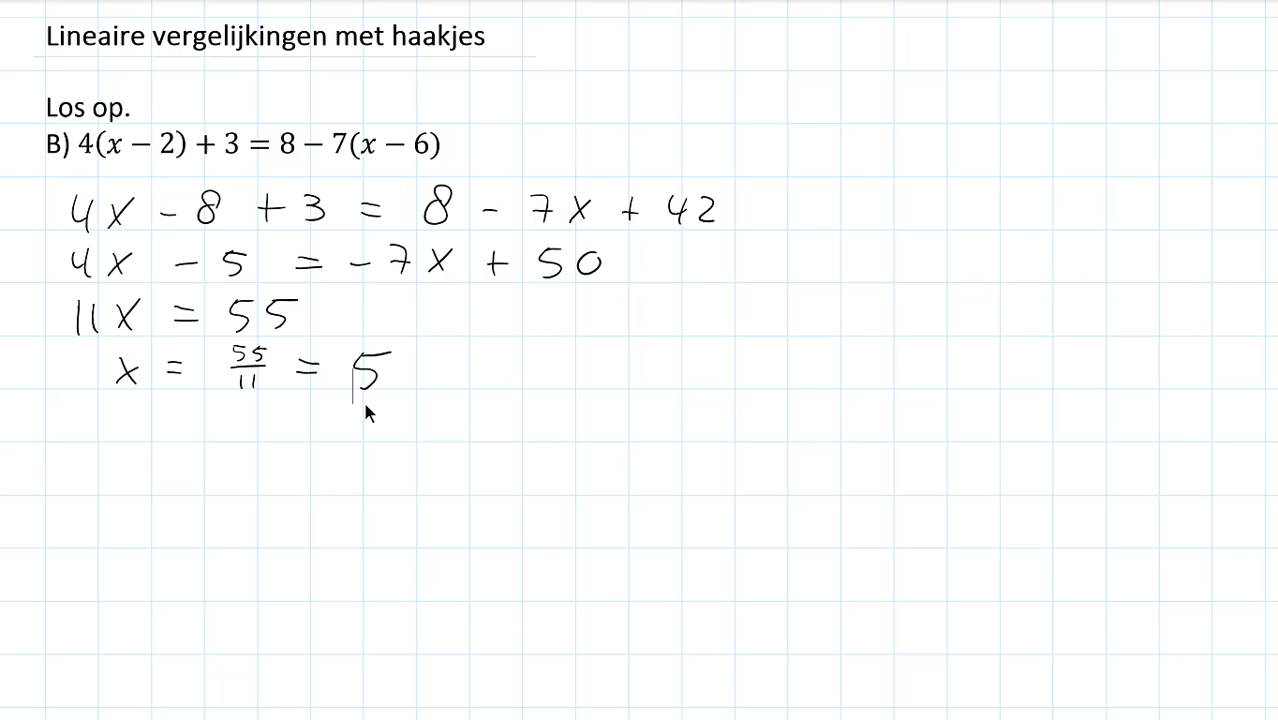 Lineaire vergelijkingen met haakjes
Los op.
B) 4(x − 2) + 3 = 8 − 7(x − 6)
4x - 8 + 3 = 8 - 7x + 42
4x - 5 = - 7x + 50
11x = 55
x = 55/11 = 5